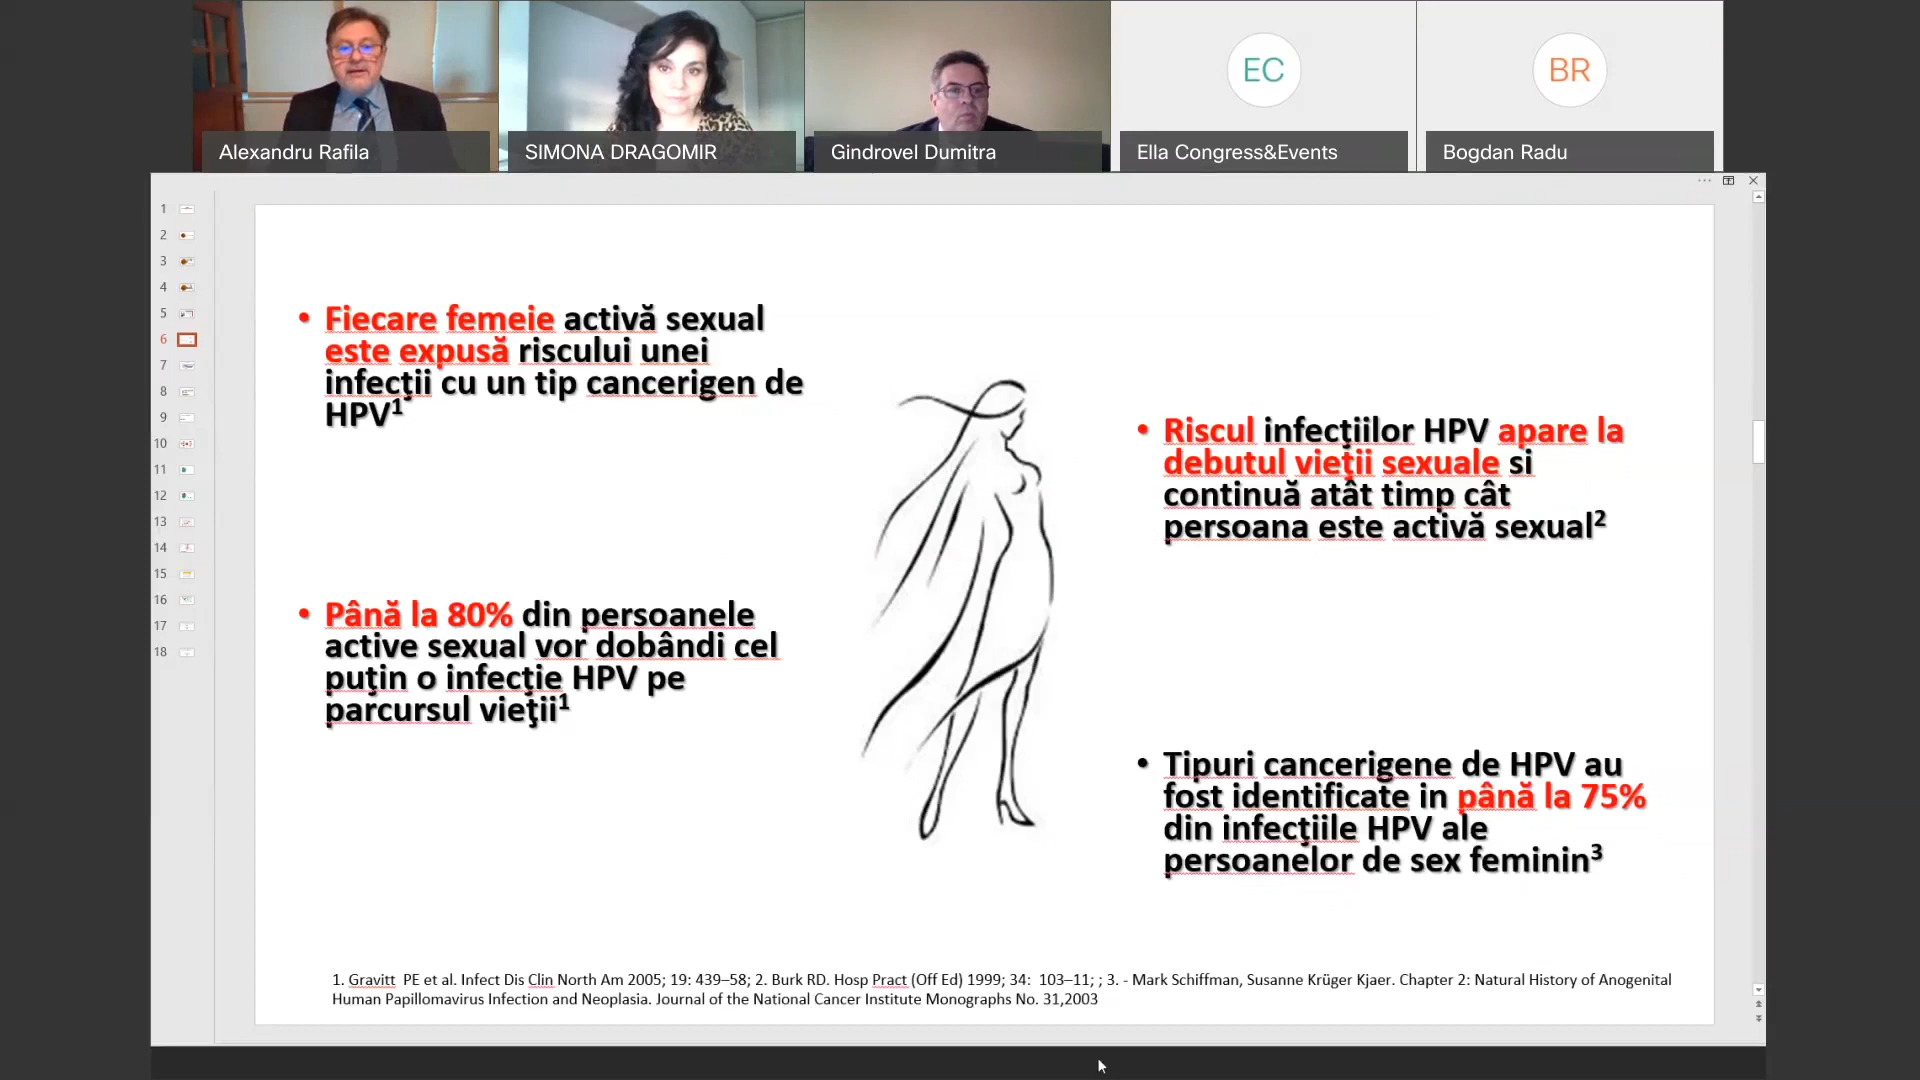 EC
BR
Alexandru Rafila
SIMONA DRAGOMIR
Gindrovel Dumitra
Ella Congress&Events
Bogdan Radu
1
2
3
4
5
6
7
8
9
10
11
12
13
14
15
16
17
18
• Fiecare femeie activă sexual
este expusă riscului unei
infecţii cu un tip cancerigen de
HPV¹
• Până la 80% din persoanele
active sexual vor dobândi cel
puţin o infecţie HPV pe
parcursul vieţii¹
• Riscul infecţiilor HPV apare la
debutul vieţii sexuale si
continuă atât timp cât
persoana este activă sexual²
• Tipuri cancerigene de HPV au
fost identificate in până la 75%
din infecţiile HPV ale
persoanelor de sex feminin³
1. Gravitt PE et al. Infect Dis Clin North Am 2005; 19: 439–58; 2. Burk RD. Hosp Pract (Off Ed) 1999; 34: 103–11; ; 3. - Mark Schiffman, Susanne Krüger Kjaer. Chapter 2: Natural History of Anogenital
Human Papillomavirus Infection and Neoplasia. Journal of the National Cancer Institute Monographs No. 31,2003